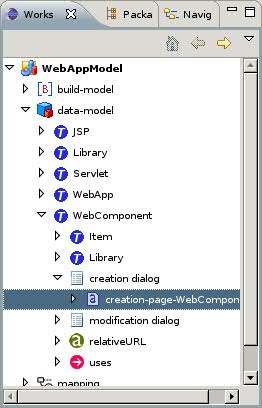 Works
Packa
Navig
WebAppModel
[B] build-model
data-model
T JSP
T Library
T Servlet
T WebApp
T WebComponent
T Item
T Library
creation dialog
a creation-page-WebCompon
modification dialog
a relativeURL
uses
mapping